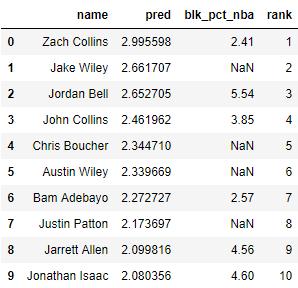 name pred blk_pct_nba rank
0 Zach Collins 2.995598 2.41 1
1 Jake Wiley 2.661707 NaN 2
2 Jordan Bell 2.652705 5.54 3
3 John Collins 2.461962 3.85 4
4 Chris Boucher 2.344710 NaN 5
5 Austin Wiley 2.339669 NaN 6
6 Bam Adebayo 2.272727 2.57 7
7 Justin Patton 2.173697 NaN 8
8 Jarrett Allen 2.099816 4.56 9
9 Jonathan Isaac 2.080356 4.60 10